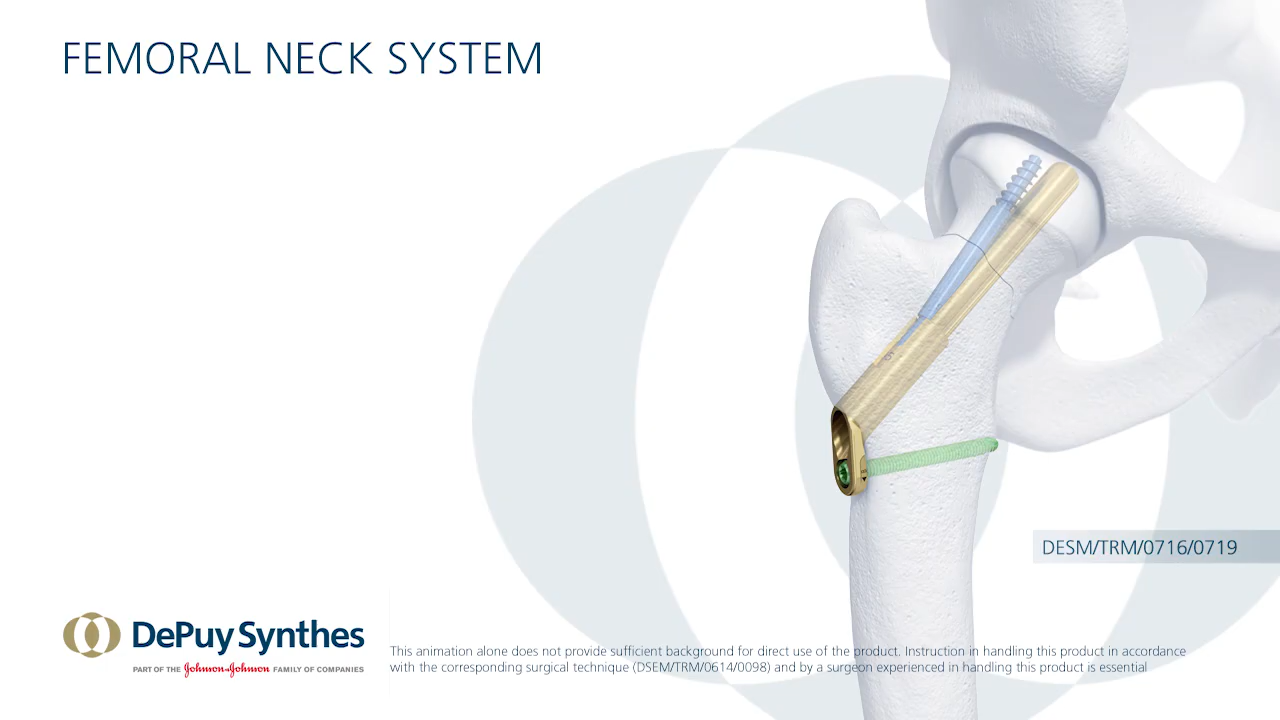 FEMORAL NECK SYSTEM
DESM/TRM/0716/0719
DePuy Synthes
PART OF THE Johnson & Johnson FAMILY OF COMPANIES
This animation alone does not provide sufficient background for direct use of the product. Instruction in handling this product in accordance
with the corresponding surgical technique (DSEM/TRM/0614/0098) and by a surgeon experienced in handling this product is essential